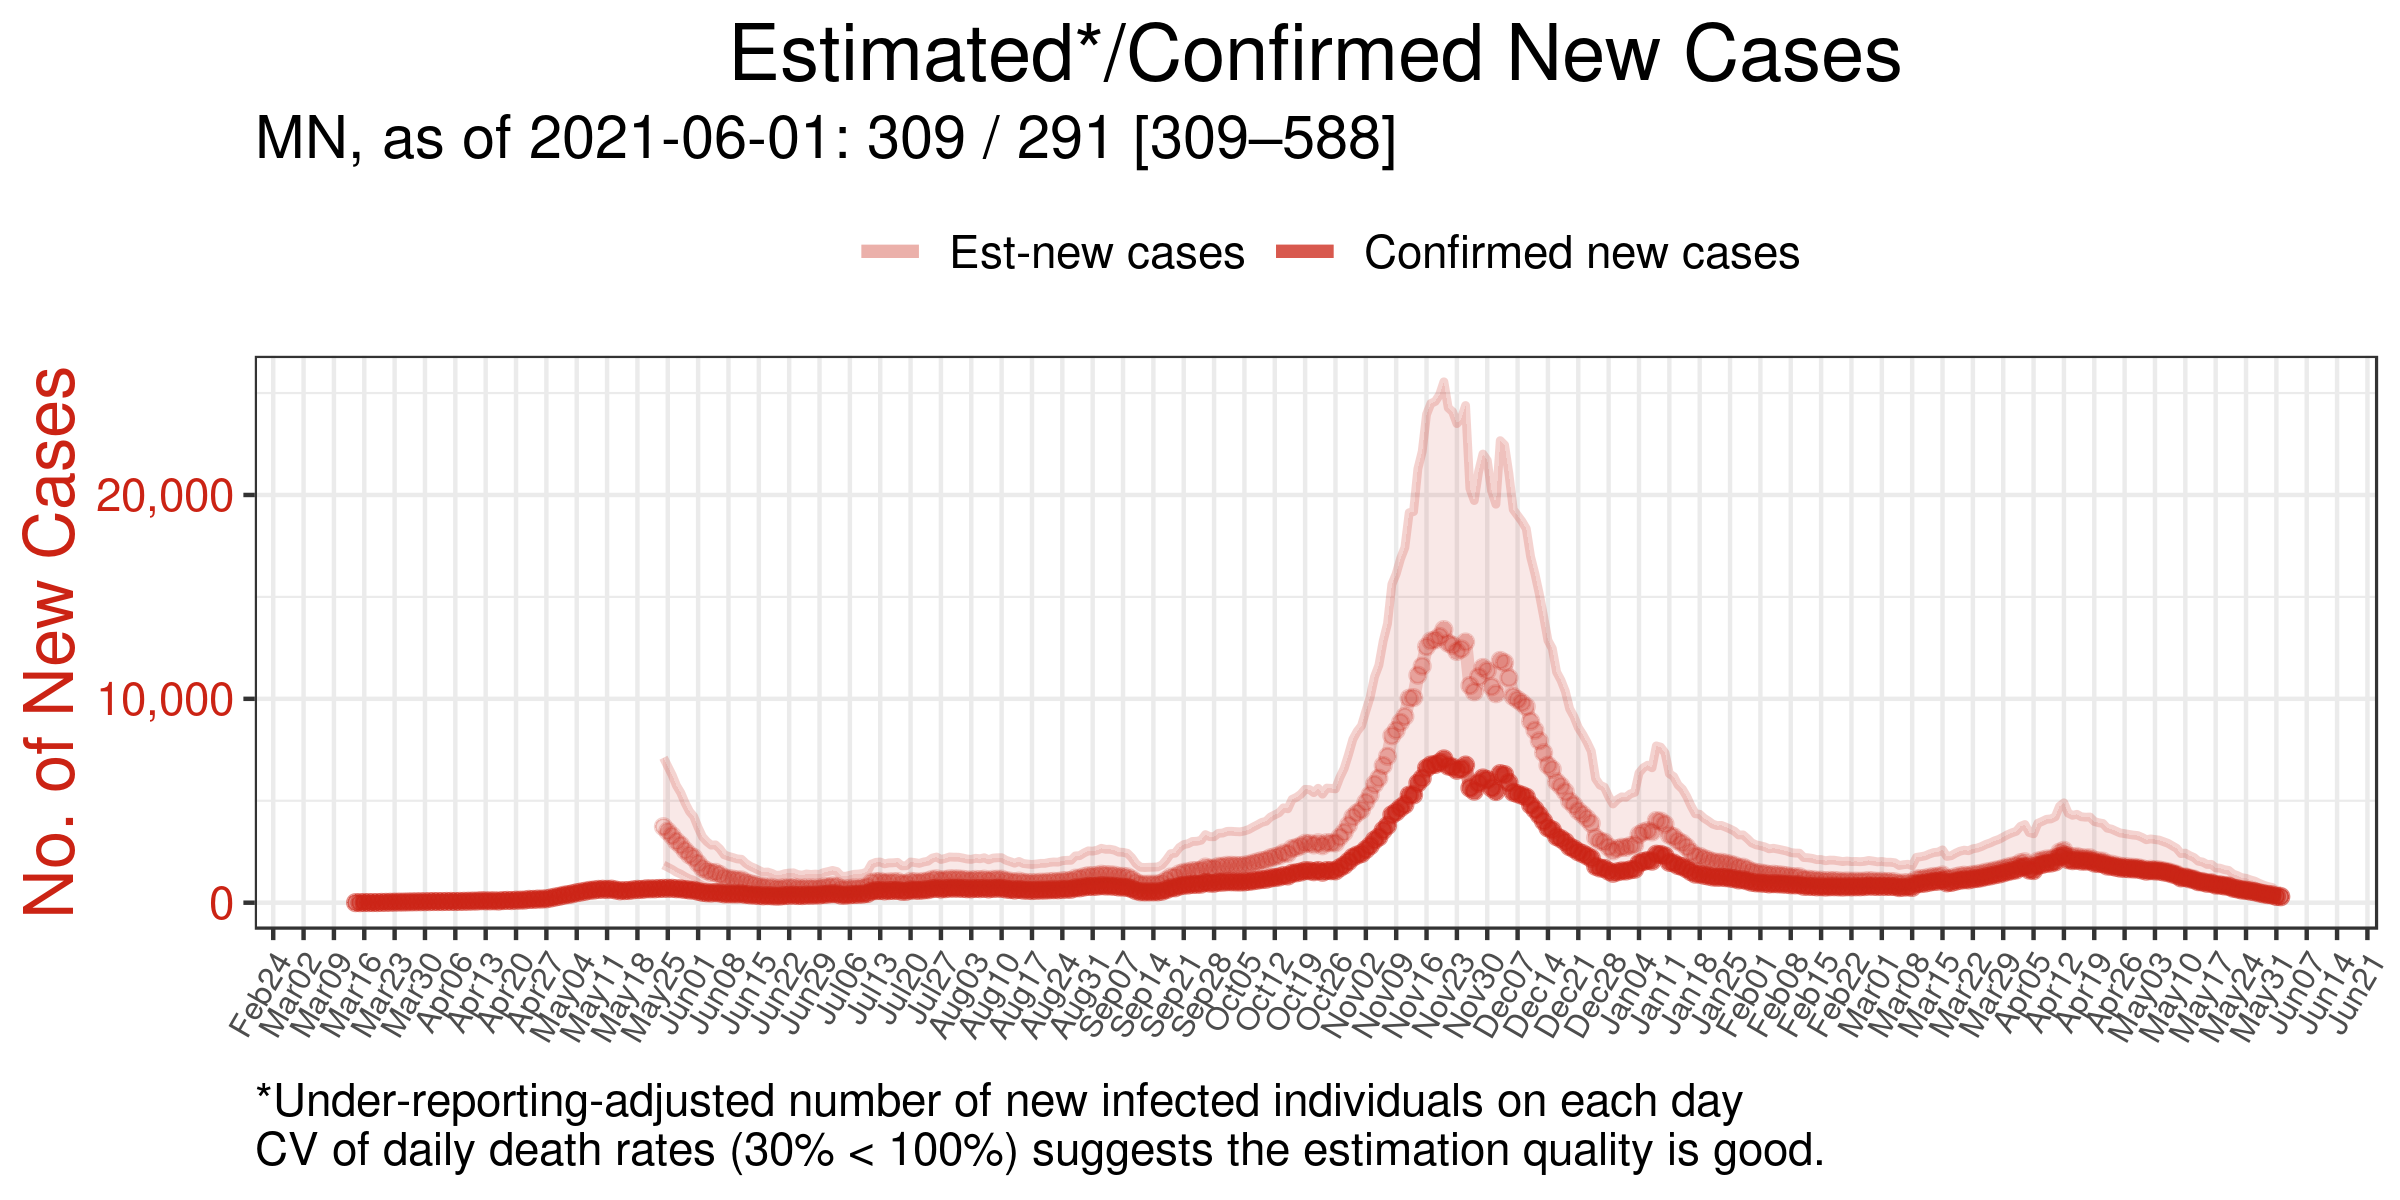 Estimated*/Confirmed New Cases
MN, as of 2021-06-01: 309 / 291 [309–588]
Est-new cases
Confirmed new cases
No. of New Cases
20,000
10,000
0
Feb24
Mar02
Mar09
Mar16
Mar23
Mar30
Apr06
Apr13
Apr20
Apr27
May04
May11
May18
May25
Jun01
Jun08
Jun15
Jun22
Jun29
Jul06
Jul13
Jul20
Jul27
Aug03
Aug10
Aug17
Aug24
Aug31
Sep07
Sep14
Sep21
Sep28
Oct05
Oct12
Oct19
Oct26
Nov02
Nov09
Nov16
Nov23
Nov30
Dec07
Dec14
Dec21
Dec28
Jan04
Jan11
Jan18
Jan25
Feb01
Feb08
Feb15
Feb22
Mar01
Mar08
Mar15
Mar22
Mar29
Apr05
Apr12
Apr19
Apr26
May03
May10
May17
May24
May31
Jun07
Jun14
Jun21
*Under-reporting-adjusted number of new infected individuals on each day
CV of daily death rates (30% < 100%) suggests the estimation quality is good.